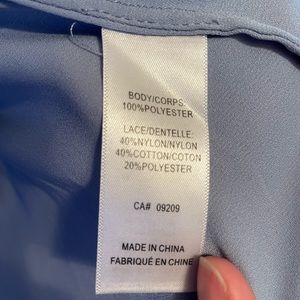 BODY/CORPS:
100%POLYESTER
LACE/DENTELLE:
40%NYLON/NYLON
40%COTTON/COTON
20%POLYESTER
CA# 09209
MADE IN CHINA
FABRIQUÉ EN CHINE